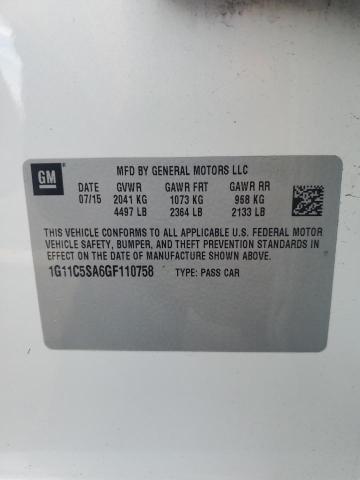 GM
MFD BY GENERAL MOTORS LLC
DATE GVWR GAWR FRT GAWR RR
07/15 2041 KG 1073 KG 958 KG
4497 LB 2364 LB 2133 LB
THIS VEHICLE CONFORMS TO ALL APPLICABLE U.S. FEDERAL MOTOR
VEHICLE SAFETY, BUMPER, AND THEFT PREVENTION STANDARDS IN
EFFECT ON THE DATE OF MANUFACTURE SHOWN ABOVE.
1G11C5SA6GF110758 TYPE: PASS CAR